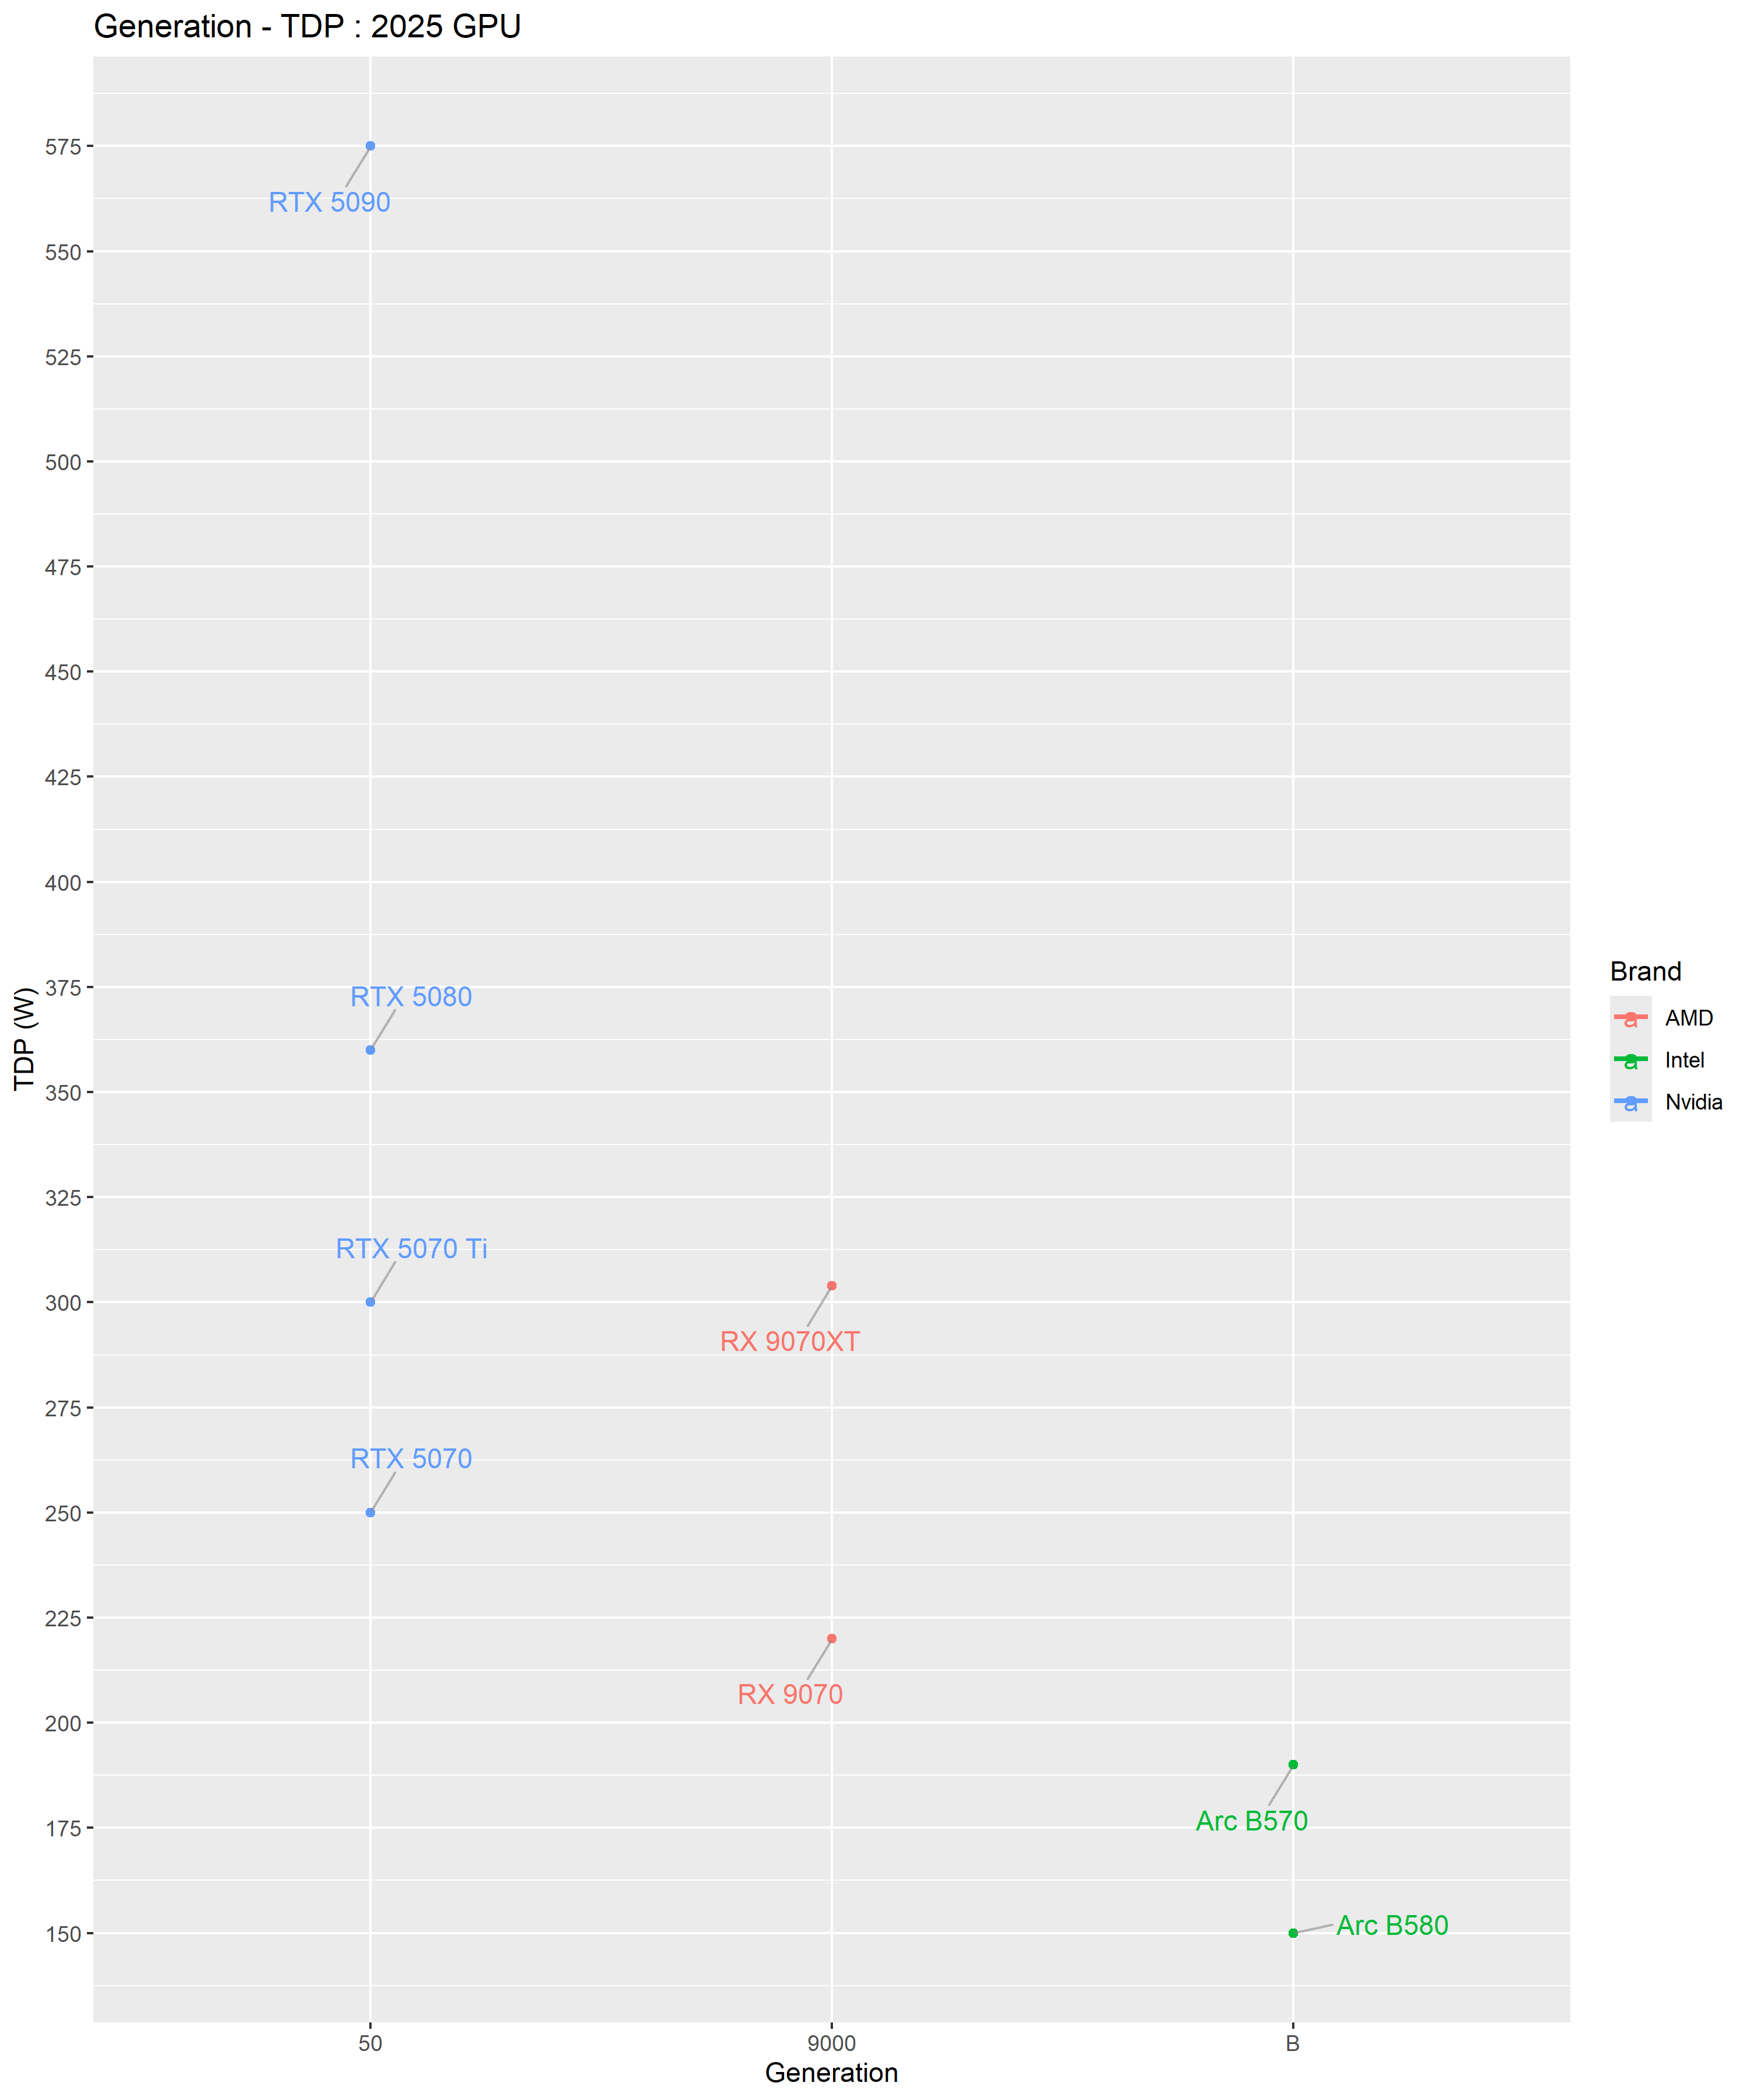 Generation - TDP : 2025 GPU
575
550
525
500
475
450
425
400
375
350
325
300
275
250
225
200
175
150
TDP (W)
RTX 5090
RTX 5080
RTX 5070 Ti
RX 9070XT
RTX 5070
RX 9070
Arc B570
Arc B580
50 9000 B
Generation
Brand
a AMD
a Intel
a Nvidia